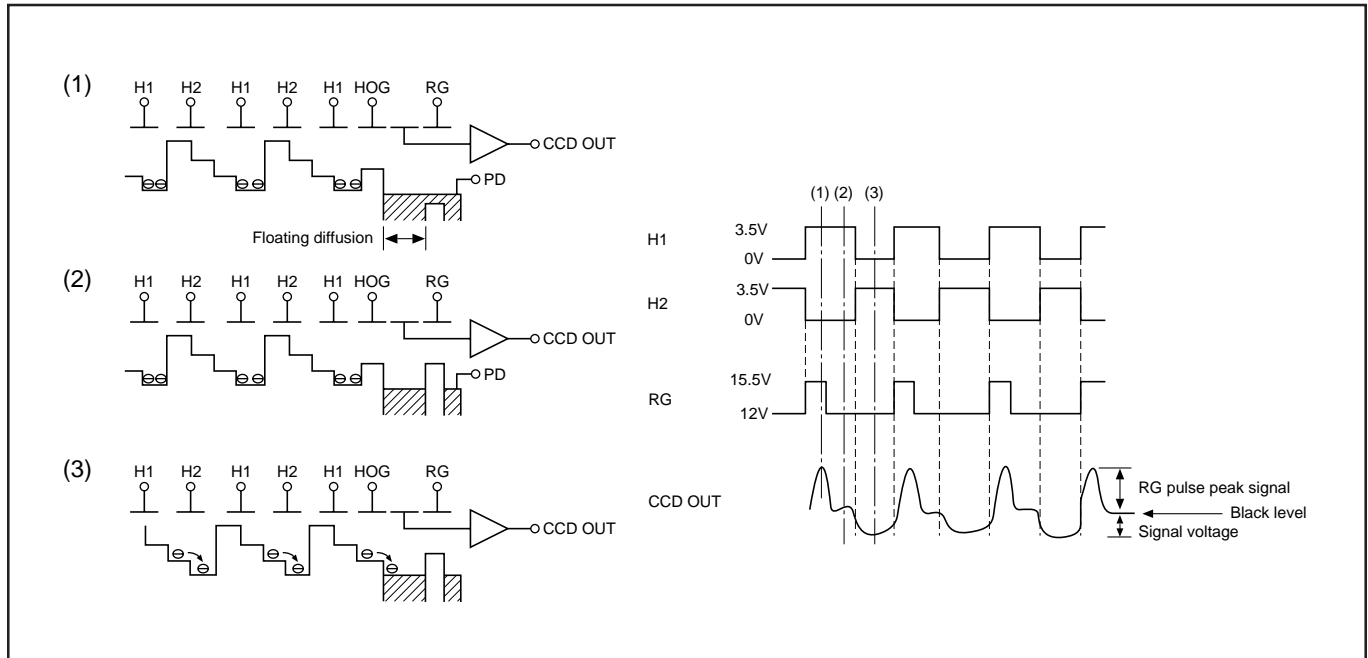 (1)
H1 H2 H1 H2 H1 HOG RG
CCD OUT
PD
Floating diffusion
(2)
H1 H2 H1 H2 H1 HOG RG
CCD OUT
PD
(3)
H1 H2 H1 H2 H1 HOG RG
CCD OUT
(1) (2) (3)
H1
3.5V
0V
H2
3.5V
0V
RG
15.5V
12V
CCD OUT
RG pulse peak signal
Black level
Signal voltage